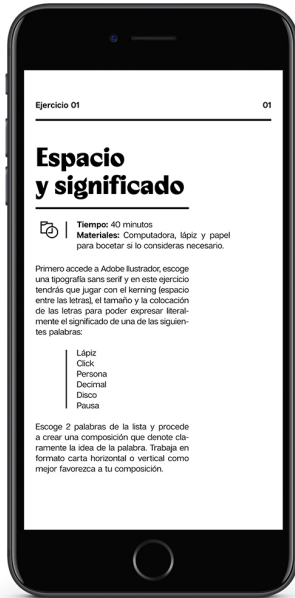 Ejercicio 01 01
Espacio
y significado
Tiempo: 40 minutos
Materiales: Computadora, lápiz y papel
para bocetar si lo consideras necesario.
Primero accede a Adobe Ilustrador, escoge
una tipografía sans serif y en este ejercicio
tendrás que jugar con el kerning (espacio
entre las letras), el tamaño y la colocación
de las letras para poder expresar literal-
mente el significado de una de las siguien-
tes palabras:
Lápiz
Click
Persona
Decimal
Disco
Pausa
Escoge 2 palabras de la lista y procede
a crear una composición que denote cla-
ramente la idea de la palabra. Trabaja en
formato carta horizontal o vertical como
mejor favorezca a tu composición.